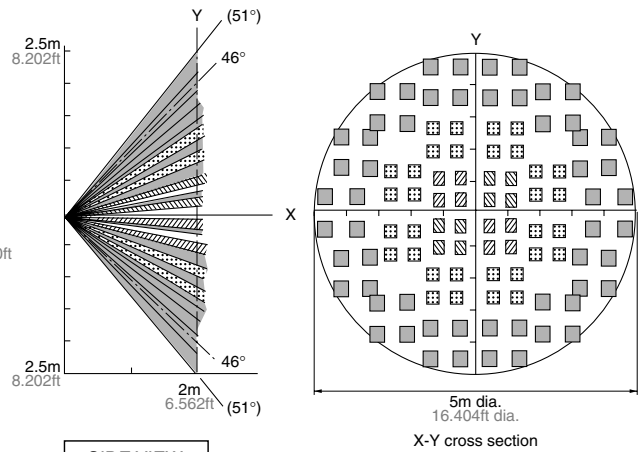 Y
(51°)
2.5m
8.202ft
46°
X
2.5m
8.202ft
46°
2m
6.562ft
(51°)
Y
5m dia.
16.404ft dia.
X-Y cross section